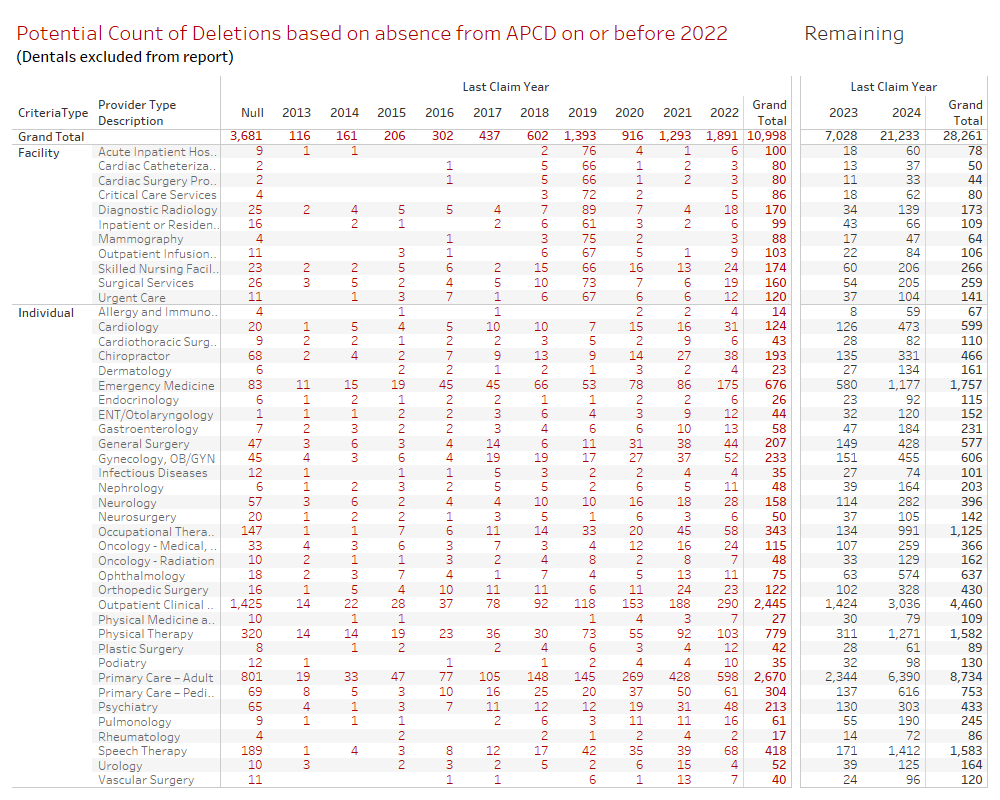 Potential Count of Deletions based on absence from APCD on or before 2022 Remaining
(Dentals excluded from report)
Last Claim Year Last Claim Year
CriteriaType Provider Type Description Null 2013 2014 2015 2016 2017 2018 2019 2020 2021 2022 Grand Total 2023 2024 Grand Total
Grand Total 3,681 116 161 206 302 437 602 1,393 916 1,293 1,891 10,998 7,028 21,233 28,261
Facility Acute Inpatient Hos.. 9 1 1 2 76 4 1 6 100 18 60 78
Cardiac Catheteriza.. 2 1 5 66 1 2 3 80 13 37 50
Cardiac Surgery Pro.. 2 1 5 66 1 2 3 80 11 33 44
Critical Care Services 4 3 72 2 5 86 18 62 80
Diagnostic Radiology 25 2 4 5 5 4 7 89 7 4 18 170 34 139 173
Inpatient or Residen.. 16 2 1 2 6 61 3 2 6 99 43 66 109
Mammography 4 1 3 75 2 3 88 17 47 64
Outpatient Infusion.. 11 3 1 6 67 5 1 9 103 22 84 106
Skilled Nursing Facil.. 23 2 2 5 6 2 15 66 16 13 24 174 60 206 266
Surgical Services 26 3 5 2 4 5 10 73 7 6 19 160 54 205 259
Urgent Care 11 1 3 7 1 6 67 6 6 12 120 37 104 141
Individual Allergy and Immuno.. 4 1 1 2 2 4 14 8 59 67
Cardiology 20 1 5 4 5 10 10 7 15 16 31 124 126 473 599
Cardiothoracic Surg.. 9 2 2 1 2 2 3 5 2 9 6 43 28 82 110
Chiropractor 68 2 4 2 7 9 13 9 14 27 38 193 135 331 466
Dermatology 6 2 2 1 2 1 3 2 4 23 27 134 161
Emergency Medicine 83 11 15 19 45 45 66 53 78 86 175 676 580 1,177 1,757
Endocrinology 6 1 2 1 2 2 1 1 2 2 6 26 23 92 115
ENT/Otolaryngology 1 1 1 2 2 3 6 4 3 9 12 44 32 120 152
Gastroenterology 7 2 3 2 2 3 4 6 6 10 13 58 47 184 231
General Surgery 47 3 6 3 4 14 6 11 31 38 44 207 149 428 577
Gynecology, OB/GYN 45 4 3 6 4 19 19 17 27 37 52 233 151 455 606
Infectious Diseases 12 1 1 1 5 3 2 2 4 4 35 27 74 101
Nephrology 6 1 2 3 2 5 5 2 6 5 11 48 39 164 203
Neurology 57 3 6 2 4 4 10 10 16 18 28 158 114 282 396
Neurosurgery 20 1 2 2 1 3 5 1 6 3 6 50 37 105 142
Occupational Thera.. 147 1 1 7 6 11 14 33 20 45 58 343 134 991 1,125
Oncology - Medical, .. 33 4 3 6 3 7 3 4 12 16 24 115 107 259 366
Oncology - Radiation 10 2 1 1 3 2 4 8 2 8 7 48 33 129 162
Ophthalmology 18 2 3 7 4 1 7 4 5 13 11 75 63 574 637
Orthopedic Surgery 16 1 5 4 10 11 11 6 11 24 23 122 102 328 430
Outpatient Clinical .. 1,425 14 22 28 37 78 92 118 153 188 290 2,445 1,424 3,036 4,460
Physical Medicine a.. 10 1 1 1 4 3 7 27 30 79 109
Physical Therapy 320 14 14 19 23 36 30 73 55 92 103 779 311 1,271 1,582
Plastic Surgery 8 1 2 2 4 6 3 4 12 42 28 61 89
Podiatry 12 1 1 1 2 4 4 10 35 32 98 130
Primary Care – Adult 801 19 33 47 77 105 148 145 269 428 598 2,670 2,344 6,390 8,734
Primary Care – Pedi.. 69 8 5 3 10 16 25 20 37 50 61 304 137 616 753
Psychiatry 65 4 1 3 7 11 12 12 19 31 48 213 130 303 433
Pulmonology 9 1 1 1 2 6 3 11 11 16 61 55 190 245
Rheumatology 4 2 2 1 2 4 2 17 14 72 86
Speech Therapy 189 1 4 3 8 12 17 42 35 39 68 418 171 1,412 1,583
Urology 10 3 2 3 2 5 2 6 15 4 52 39 125 164
Vascular Surgery 11 1 1 6 1 13 7 40 24 96 120